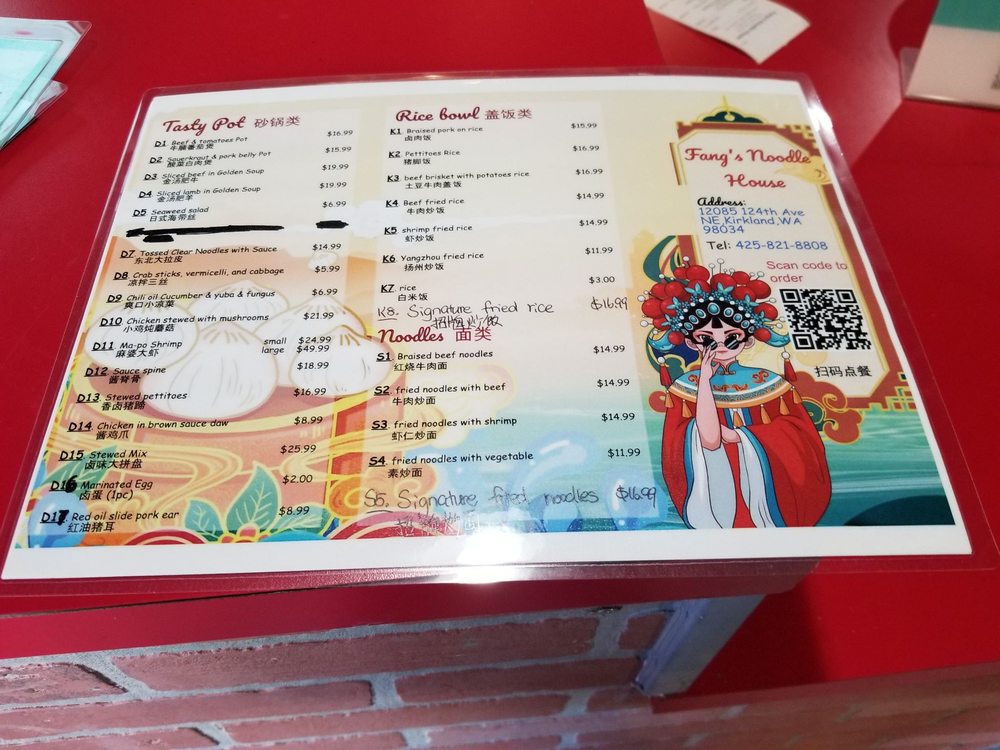 Tasty Pot 砂锅类
D1 Beef & tomatoes Pot $16.99
牛腩番茄煲
D2 Sauerkraut & pork belly Pot $15.99
酸菜白肉煲
D3 Sliced beef in Golden Soup $19.99
金汤肥牛
D4 Sliced lamb in Golden Soup $19.99
金汤肥羊
D5 Seaweed salad $6.99
日式海带丝
D7 Tossed Clear Noodles with Sauce $14.99
东北大拉皮
D8 Crab sticks, vermicelli, and cabbage $5.99
凉拌三丝
D9 Chili oil Cucumber & yuba & fungus $6.99
爽口小凉菜
D10 Chicken stewed with mushrooms $21.99
小鸡炖蘑菇
D11 Ma-po Shrimp small $24.99
麻婆大虾 large $49.99
D12 Sauce spine $18.99
酱脊骨
D13 Stewed pettitoes $16.99
香卤猪蹄
D14 Chicken in brown sauce daw $8.99
酱鸡爪
D15 Stewed Mix $25.99
卤味大拼盘
D16 Marinated Egg $2.00
卤蛋 (1pc)
D17 Red oil slide pork ear $8.99
红油猪耳
Rice bowl 盖饭类
K1 Braised pork on rice $15.99
卤肉饭
K2 Pettitoes Rice $16.99
猪脚饭
K3 beef brisket with potatoes rice $16.99
土豆牛肉盖饭
K4 Beef fried rice $14.99
牛肉炒饭
K5 shrimp fried rice $14.99
虾炒饭
K6 Yangzhou fried rice $11.99
扬州炒饭
K7 rice $3.00
白米饭
K8. Signature fried rice $16.99
招牌炒饭
Noodles 面类
S1 Braised beef noodles $14.99
红烧牛肉面
S2 fried noodles with beef $14.99
牛肉炒面
S3 fried noodles with shrimp $14.99
虾仁炒面
S4 fried noodles with vegetable $11.99
素炒面
S5. Signature fried noodles $16.99
招牌炒面
Fang's Noodle
House
Address:
12085 124th Ave
NE,Kirkland,WA
98034
Tel: 425-821-8808
Scan code to
order
扫码点餐